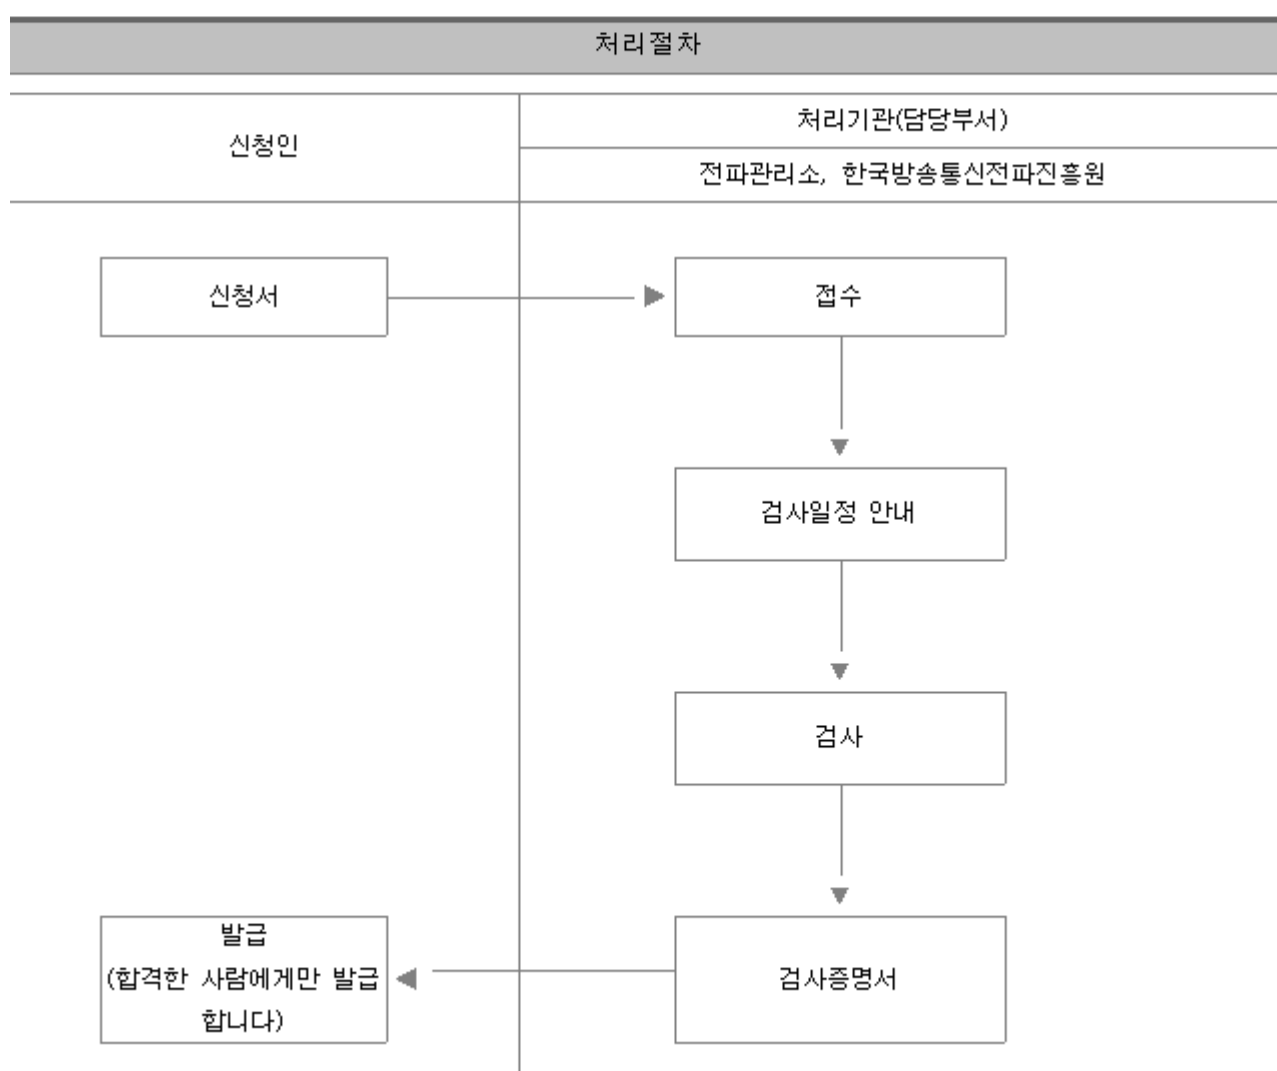 처리절차
신청인
처리기관(담당부서)
전파관리소, 한국방송통신전파진흥원
신청서
접수
검사일정 안내
검사
검사증명서
발급
(합격한 사람에게만 발급
합니다)